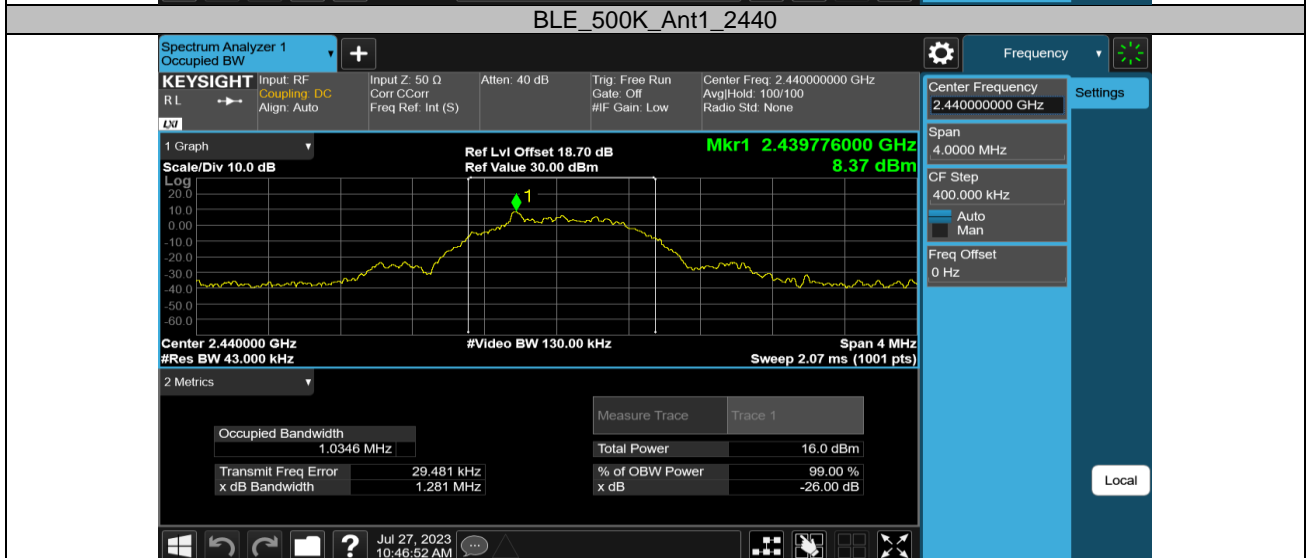 BLE_500K_Ant1_2440
Spectrum Analyzer 1
Occupied BW
+
Frequency
KEYSIGHT
Input: RF
Input Z: 50 Ω
Atten: 40 dB
Trig: Free Run
Center Freq: 2.440000000 GHz
R L
Coupling: DC
Corr CCorr
Gate: Off
Avg|Hold: 100/100
Align: Auto
Freq Ref: Int (S)
#IF Gain: Low
Radio Std: None
LXI
Center Frequency
2.440000000 GHz
Settings
Span
4.0000 MHz
CF Step
400.000 kHz
Auto
Man
Freq Offset
0 Hz
1 Graph
Ref Lvl Offset 18.70 dB
Mkr1 2.439776000 GHz
Scale/Div 10.0 dB
Ref Value 30.00 dBm
8.37 dBm
Log
1
20.0
10.0
0.00
-10.0
-20.0
-30.0
-40.0
-50.0
-60.0
Center 2.440000 GHz
#Video BW 130.00 kHz
Span 4 MHz
#Res BW 43.000 kHz
Sweep 2.07 ms (1001 pts)
2 Metrics
Measure Trace
Trace 1
Occupied Bandwidth
1.0346 MHz
Total Power
16.0 dBm
Transmit Freq Error
29.481 kHz
% of OBW Power
99.00 %
x dB Bandwidth
1.281 MHz
x dB
-26.00 dB
Local
?
Jul 27, 2023
10:46:52 AM